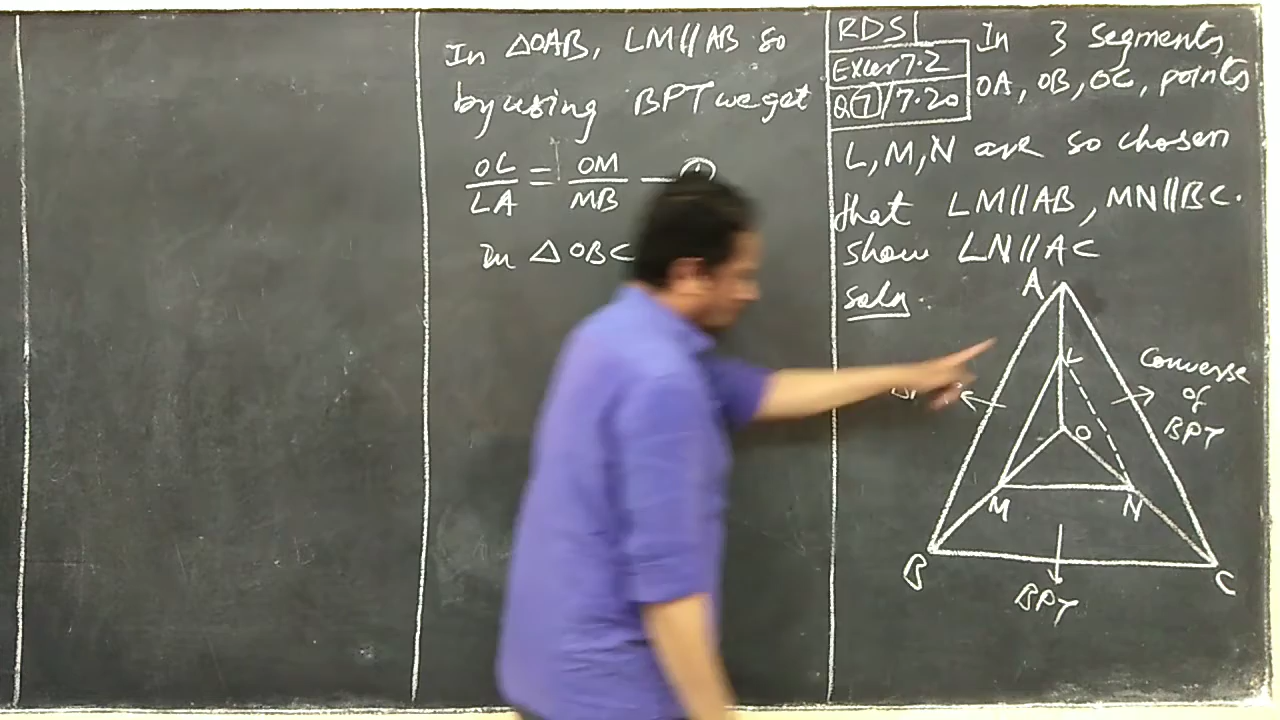 In △OAB, LM//AB so
by using BPT we get
OL/LA = OM/MB —
In △OBC
RDS
Exer 7.2
Q(7)/7.20
In 3 segments
OA, OB, OC, points
L, M, N are so chosen
that LM//AB, MN//BC.
show LN//AC
soln.
A
L
Converse
of
BPT
O
M
N
B
C
BPT